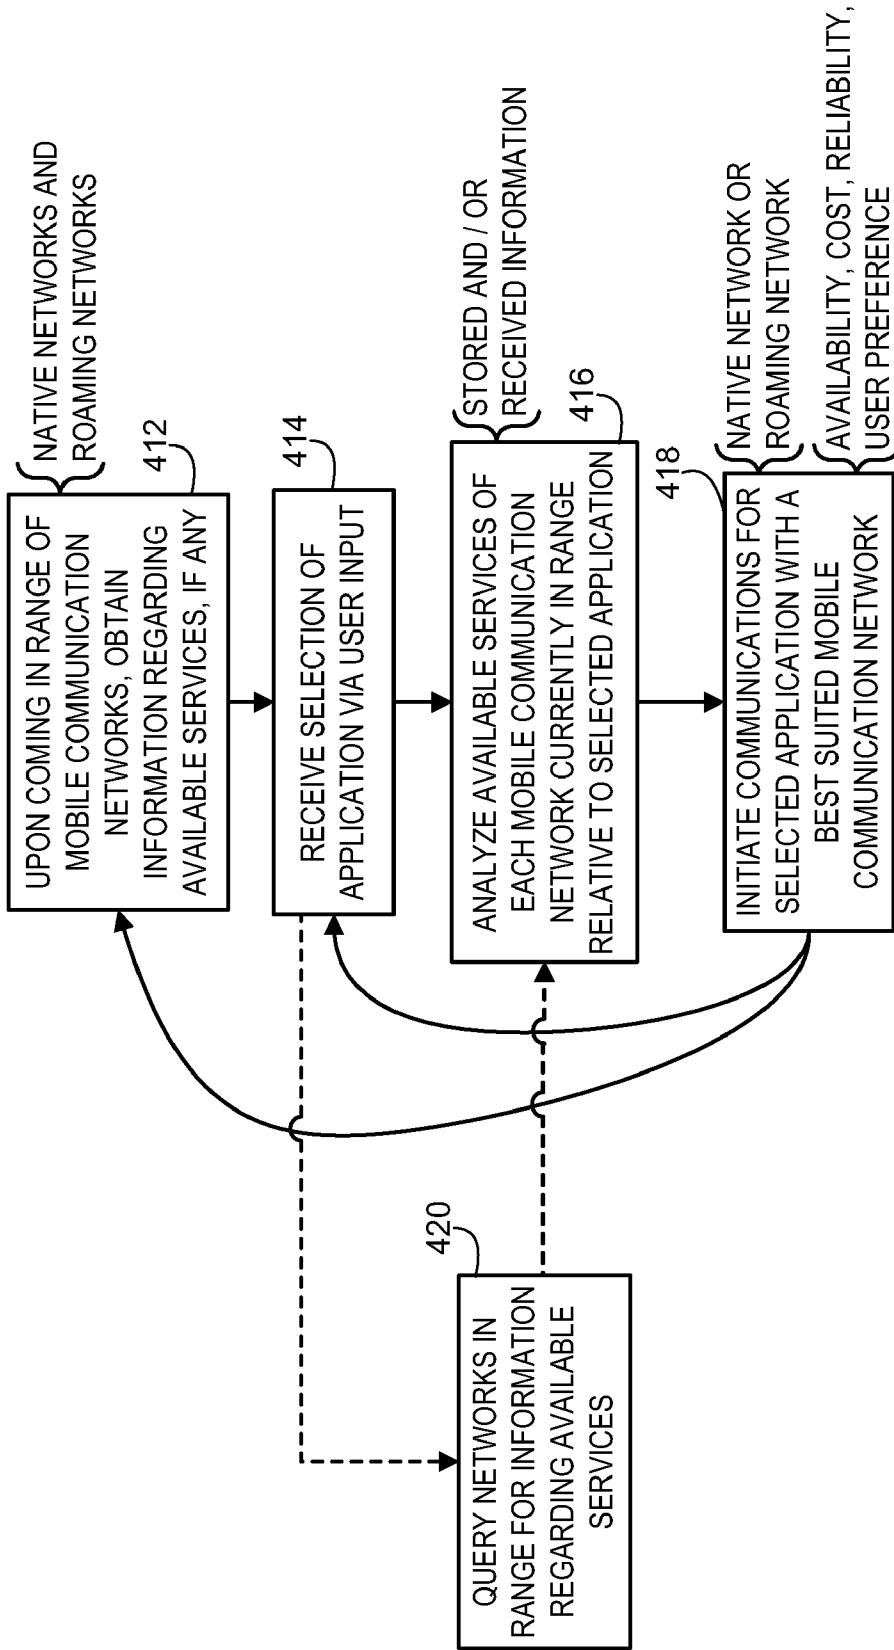 UPON COMING IN RANGE OF
MOBILE COMMUNICATION
NETWORKS, OBTAIN
INFORMATION REGARDING
AVAILABLE SERVICES, IF ANY
NATIVE NETWORKS AND
ROAMING NETWORKS
412
RECEIVE SELECTION OF
APPLICATION VIA USER INPUT
414
ANALYZE AVAILABLE SERVICES OF
EACH MOBILE COMMUNICATION
NETWORK CURRENTLY IN RANGE
RELATIVE TO SELECTED APPLICATION
STORED AND / OR
RECEIVED INFORMATION
416
INITIATE COMMUNICATIONS FOR
SELECTED APPLICATION WITH A
BEST SUITED MOBILE
COMMUNICATION NETWORK
418
NATIVE NETWORK OR
ROAMING NETWORK
AVAILABILITY, COST, RELIABILITY,
USER PREFERENCE
QUERY NETWORKS IN
RANGE FOR INFORMATION
REGARDING AVAILABLE
SERVICES
420